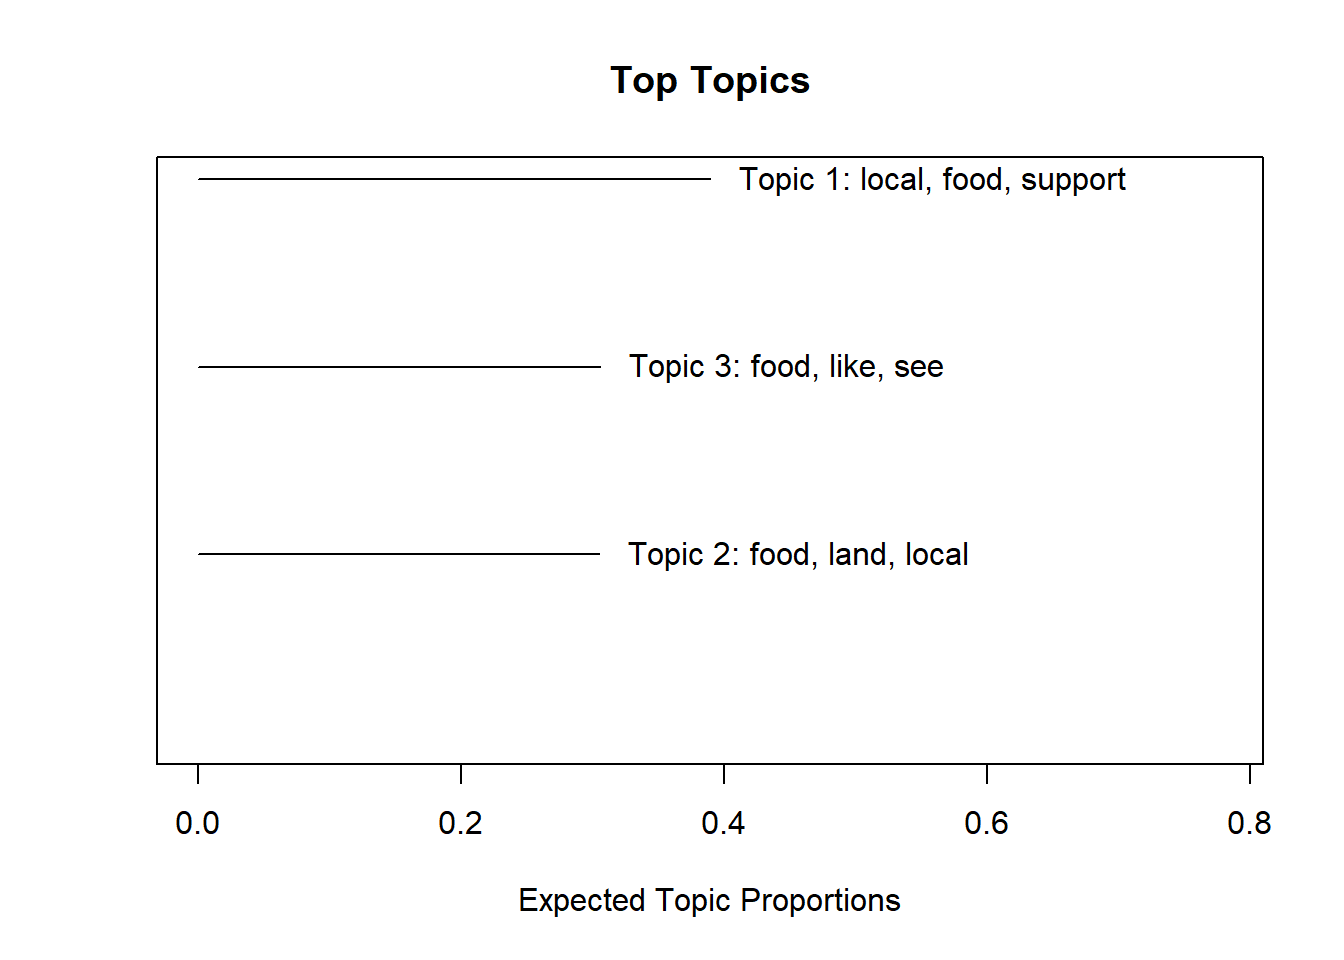 Top Topics
Topic 1: local, food, support
Topic 3: food, like, see
Topic 2: food, land, local
0.0 0.2 0.4 0.6 0.8
Expected Topic Proportions